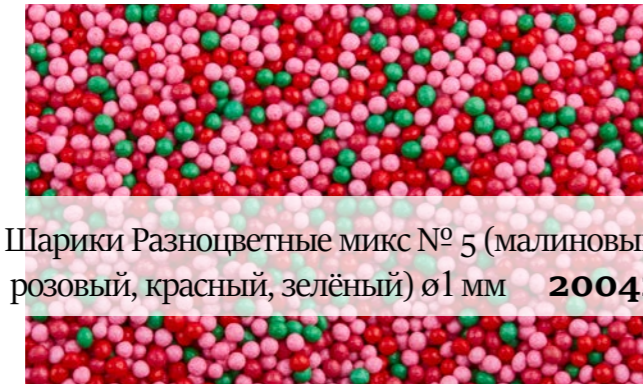 Шарики Разноцветные микс № 5 (малиновы
розовый, красный, зелёный) ø1 мм 2004